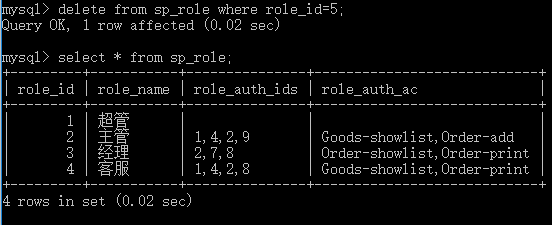 mysql> delete from sp_role where role_id=5;
Query OK, 1 row affected (0.02 sec)
mysql> select * from sp_role;
+---------+-----------+---------------+-----------------------------+
| role_id | role_name | role_auth_ids | role_auth_ac |
+---------+-----------+---------------+-----------------------------+
| 1 | 超管 | | |
| 2 | 主管 | 1,4,2,9 | Goods-showlist,Order-add |
| 3 | 经理 | 2,7,8 | Order-showlist,Order-print |
| 4 | 客服 | 1,4,2,8 | Goods-showlist,Order-print |
+---------+-----------+---------------+-----------------------------+
4 rows in set (0.02 sec)